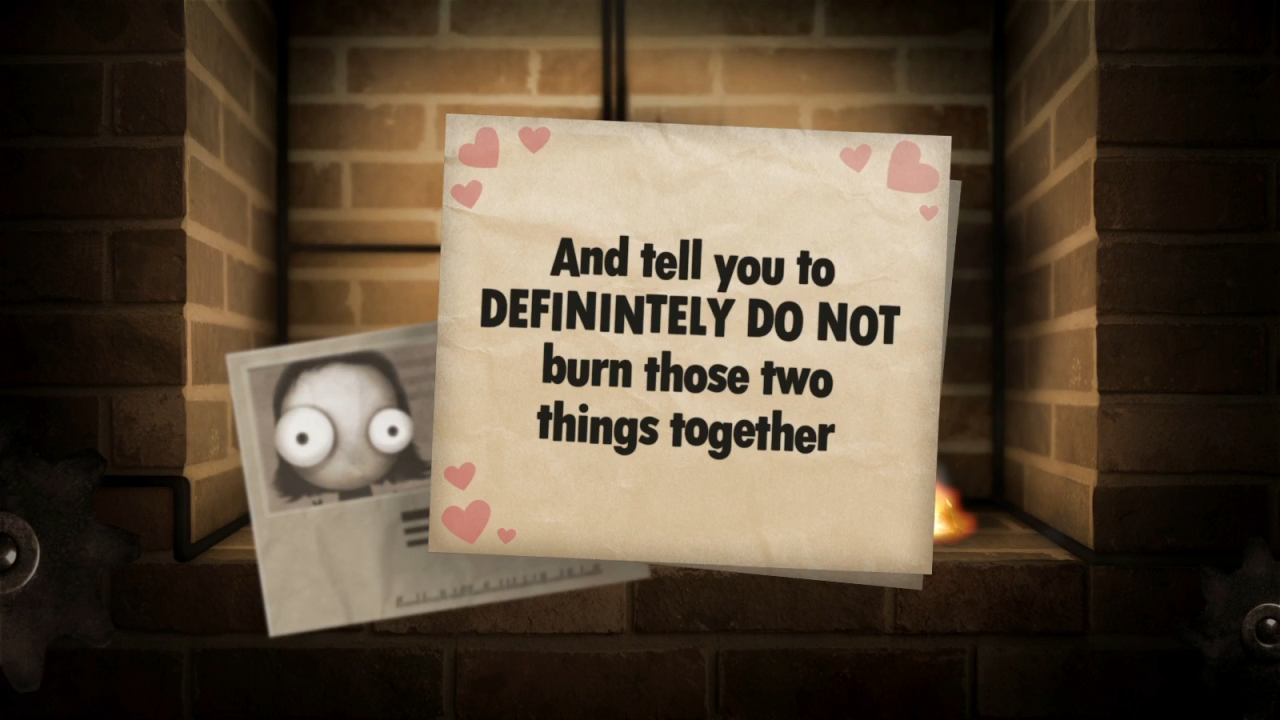 And tell you to
DEFININTELY DO NOT
burn those two
things together